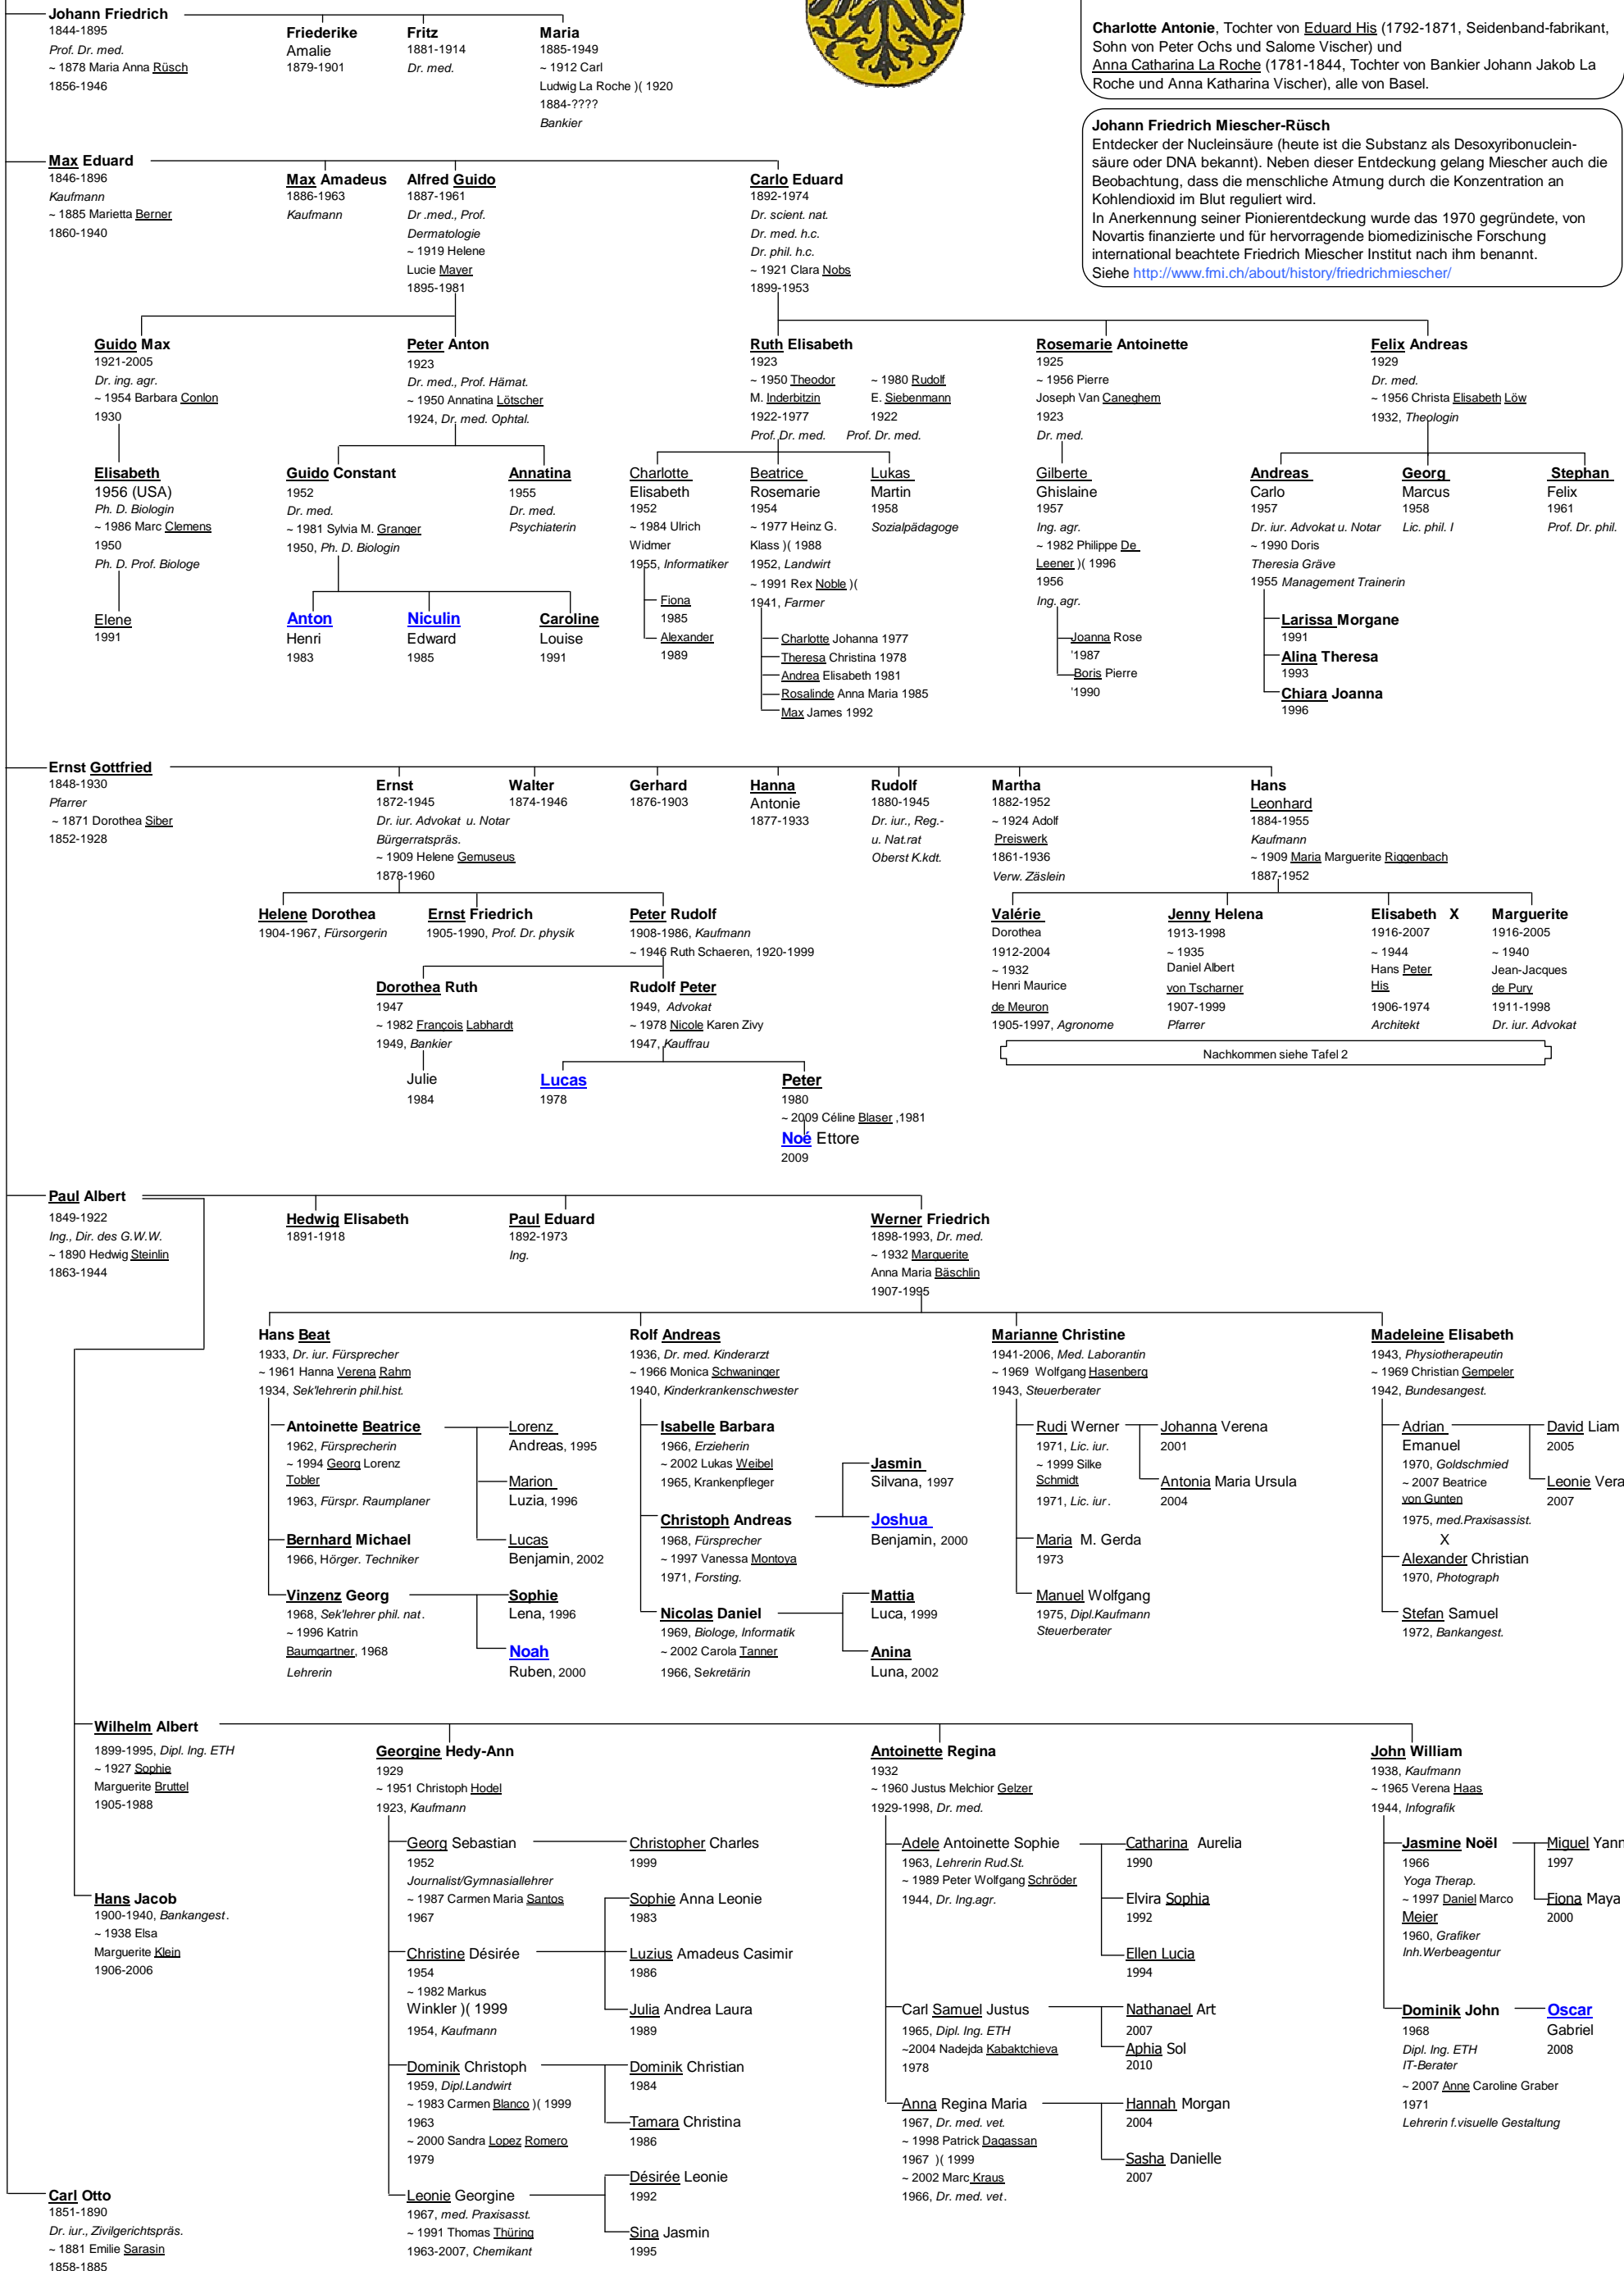 Johann Friedrich
1844-1895
Prof. Dr. med.
~ 1878 Maria Anna Rüsch
1856-1946
Friederike
Amalie
1879-1901
Fritz
1881-1914
Dr. med.
Maria
1885-1949
~ 1912 Carl
Ludwig La Roche )( 1920
1884-????
Bankier
Charlotte Antonie, Tochter von Eduard His (1792-1871, Seidenband-fabrikant,
Sohn von Peter Ochs und Salome Vischer) und
Anna Catharina La Roche (1781-1844, Tochter von Bankier Johann Jakob La
Roche und Anna Katharina Vischer), alle von Basel.
Johann Friedrich Miescher-Rüsch
Entdecker der Nucleinsäure (heute ist die Substanz als Desoxyribonuclein-
säure oder DNA bekannt). Neben dieser Entdeckung gelang Miescher auch die
Beobachtung, dass die menschliche Atmung durch die Konzentration an
Kohlendioxid im Blut reguliert wird.
In Anerkennung seiner Pionierentdeckung wurde das 1970 gegründete, von
Novartis finanzierte und für hervorragende biomedizinische Forschung
international beachtete Friedrich Miescher Institut nach ihm benannt.
Siehe http://www.fmi.ch/about/history/friedrichmiescher/
Max Eduard
1846-1896
Kaufmann
~ 1885 Marietta Berner
1860-1940
Max Amadeus
1886-1963
Kaufmann
Alfred Guido
1887-1961
Dr .med., Prof.
Dermatologie
~ 1919 Helene
Lucie Mayer
1895-1981
Carlo Eduard
1892-1974
Dr. scient. nat.
Dr. med. h.c.
Dr. phil. h.c.
~ 1921 Clara Nobs
1899-1953
Guido Max
1921-2005
Dr. ing. agr.
~ 1954 Barbara Conlon
1930
Peter Anton
1923
Dr. med., Prof. Hämat.
~ 1950 Annatina Lötscher
1924, Dr. med. Ophtal.
Ruth Elisabeth
1923
~ 1950 Theodor
M. Inderbitzin
1922-1977
Prof. Dr. med.
~ 1980 Rudolf
E. Siebenmann
1922
Prof. Dr. med.
Rosemarie Antoinette
1925
~ 1956 Pierre
Joseph Van Caneghem
1923
Dr. med.
Felix Andreas
1929
Dr. med.
~ 1956 Christa Elisabeth Löw
1932, Theologin
Elisabeth
1956 (USA)
Ph. D. Biologin
~ 1986 Marc Clemens
1950
Ph. D. Prof. Biologe
Guido Constant
1952
Dr. med.
~ 1981 Sylvia M. Granger
1950, Ph. D. Biologin
Annatina
1955
Dr. med.
Psychiaterin
Charlotte
Elisabeth
1952
~ 1984 Ulrich
Widmer
1955, Informatiker
Beatrice
Rosemarie
1954
~ 1977 Heinz G.
Klass )( 1988
1952, Landwirt
~ 1991 Rex Noble )(
1941, Farmer
Lukas
Martin
1958
Sozialpädagoge
Gilberte
Ghislaine
1957
Ing. agr.
~ 1982 Philippe De
Leener )( 1996
1956
Ing. agr.
Andreas
Carlo
1957
Dr. iur. Advokat u. Notar
~ 1990 Doris
Theresia Gräve
1955 Management Trainerin
Georg
Marcus
1958
Lic. phil. I
Stephan
Felix
1961
Prof. Dr. phil.
Elene
1991
Anton
Henri
1983
Niculin
Edward
1985
Caroline
Louise
1991
Fiona
1985
Alexander
1989
Charlotte Johanna 1977
Theresa Christina 1978
Andrea Elisabeth 1981
Rosalinde Anna Maria 1985
Max James 1992
Joanna Rose
'1987
Boris Pierre
'1990
Larissa Morgane
1991
Alina Theresa
1993
Chiara Joanna
1996
Ernst Gottfried
1848-1930
Pfarrer
~ 1871 Dorothea Siber
1852-1928
Ernst
1872-1945
Dr. iur. Advokat u. Notar
Bürgerratspräs.
~ 1909 Helene Gemuseus
1878-1960
Walter
1874-1946
Gerhard
1876-1903
Hanna
Antonie
1877-1933
Rudolf
1880-1945
Dr. iur., Reg.-
u. Nat.rat
Oberst K.kdt.
Martha
1882-1952
~ 1924 Adolf
Preiswerk
1861-1936
Verw. Zäslein
Hans
Leonhard
1884-1955
Kaufmann
~ 1909 Maria Marguerite Riggenbach
1887-1952
Helene Dorothea
1904-1967, Fürsorgerin
Ernst Friedrich
1905-1990, Prof. Dr. physik
Peter Rudolf
1908-1986, Kaufmann
~ 1946 Ruth Schaeren, 1920-1999
Valérie
Dorothea
1912-2004
~ 1932
Henri Maurice
de Meuron
1905-1997, Agronome
Jenny Helena
1913-1998
~ 1935
Daniel Albert
von Tscharner
1907-1999
Pfarrer
Elisabeth X
1916-2007
~ 1944
Hans Peter
His
1906-1974
Architekt
Marguerite
1916-2005
~ 1940
Jean-Jacques
de Pury
1911-1998
Dr. iur. Advokat
Nachkommen siehe Tafel 2
Dorothea Ruth
1947
~ 1982 François Labhardt
1949, Bankier
Rudolf Peter
1949, Advokat
~ 1978 Nicole Karen Zivy
1947, Kauffrau
Julie
1984
Lucas
1978
Peter
1980
~ 2009 Céline Blaser ,1981
Noé Ettore
2009
Paul Albert
1849-1922
Ing., Dir. des G.W.W.
~ 1890 Hedwig Steinlin
1863-1944
Hedwig Elisabeth
1891-1918
Paul Eduard
1892-1973
Ing.
Werner Friedrich
1898-1993, Dr. med.
~ 1932 Marguerite
Anna Maria Bäschlin
1907-1995
Hans Beat
1933, Dr. iur. Fürsprecher
~ 1961 Hanna Verena Rahm
1934, Sek'lehrerin phil.hist.
Rolf Andreas
1936, Dr. med. Kinderarzt
~ 1966 Monica Schwaninger
1940, Kinderkrankenschwester
Marianne Christine
1941-2006, Med. Laborantin
~ 1969 Wolfgang Hasenberg
1943, Steuerberater
Madeleine Elisabeth
1943, Physiotherapeutin
~ 1969 Christian Gempeler
1942, Bundesangest.
Antoinette Beatrice
1962, Fürsprecherin
~ 1994 Georg Lorenz
Tobler
1963, Fürspr. Raumplaner
Lorenz
Andreas, 1995
Marion
Luzia, 1996
Lucas
Benjamin, 2002
Bernhard Michael
1966, Hörger. Techniker
Vinzenz Georg
1968, Sek'lehrer phil. nat.
~ 1996 Katrin
Baumgartner, 1968
Lehrerin
Sophie
Lena, 1996
Noah
Ruben, 2000
Isabelle Barbara
1966, Erzieherin
~ 2002 Lukas Weibel
1965, Krankenpfleger
Christoph Andreas
1968, Fürsprecher
~ 1997 Vanessa Montoya
1971, Forsting.
Jasmin
Silvana, 1997
Joshua
Benjamin, 2000
Nicolas Daniel
1969, Biologe, Informatik
~ 2002 Carola Tanner
1966, Sekretärin
Mattia
Luca, 1999
Anina
Luna, 2002
Rudi Werner
1971, Lic. iur.
~ 1999 Silke
Schmidt
1971, Lic. iur.
Johanna Verena
2001
Antonia Maria Ursula
2004
Maria M. Gerda
1973
Manuel Wolfgang
1975, Dipl.Kaufmann
Steuerberater
Adrian
Emanuel
1970, Goldschmied
~ 2007 Beatrice
von Gunten
1975, med.Praxisassist.
X
David Liam
2005
Leonie Vera
2007
Alexander Christian
1970, Photograph
Stefan Samuel
1972, Bankangest.
Wilhelm Albert
1899-1995, Dipl. Ing. ETH
~ 1927 Sophie
Marguerite Bruttel
1905-1988
Georgine Hedy-Ann
1929
~ 1951 Christoph Hodel
1923, Kaufmann
Antoinette Regina
1932
~ 1960 Justus Melchior Gelzer
1929-1998, Dr. med.
John William
1938, Kaufmann
~ 1965 Verena Haas
1944, Infografik
Hans Jacob
1900-1940, Bankangest.
~ 1938 Elsa
Marguerite Klein
1906-2006
Georg Sebastian
1952
Journalist/Gymnasiallehrer
~ 1987 Carmen Maria Santos
1967
Christopher Charles
1999
Christine Désirée
1954
~ 1982 Markus
Winkler )( 1999
1954, Kaufmann
Sophie Anna Leonie
1983
Luzius Amadeus Casimir
1986
Julia Andrea Laura
1989
Dominik Christoph
1959, Dipl.Landwirt
~ 1983 Carmen Blanco )( 1999
1963
~ 2000 Sandra Lopez Romero
1979
Dominik Christian
1984
Tamara Christina
1986
Leonie Georgine
1967, med. Praxisasst.
~ 1991 Thomas Thüring
1963-2007, Chemikant
Désirée Leonie
1992
Sina Jasmin
1995
Adele Antoinette Sophie
1963, Lehrerin Rud.St.
~ 1989 Peter Wolfgang Schröder
1944, Dr. Ing.agr.
Catharina Aurelia
1990
Elvira Sophia
1992
Ellen Lucia
1994
Carl Samuel Justus
1965, Dipl. Ing. ETH
~2004 Nadejda Kabaktchieva
1978
Nathanael Art
2007
Aphia Sol
2010
Anna Regina Maria
1967, Dr. med. vet.
~ 1998 Patrick Dagassan
1967 )( 1999
~ 2002 Marc Kraus
1966, Dr. med. vet.
Hannah Morgan
2004
Sasha Danielle
2007
Jasmine Noël
1966
Yoga Therap.
~ 1997 Daniel Marco
Meier
1960, Grafiker
Inh.Werbeagentur
Miguel Yann
1997
Fiona Maya
2000
Dominik John
1968
Dipl. Ing. ETH
IT-Berater
~ 2007 Anne Caroline Graber
1971
Lehrerin f.visuelle Gestaltung
Oscar
Gabriel
2008
Carl Otto
1851-1890
Dr. iur., Zivilgerichtspräs.
~ 1881 Emilie Sarasin
1858-1885